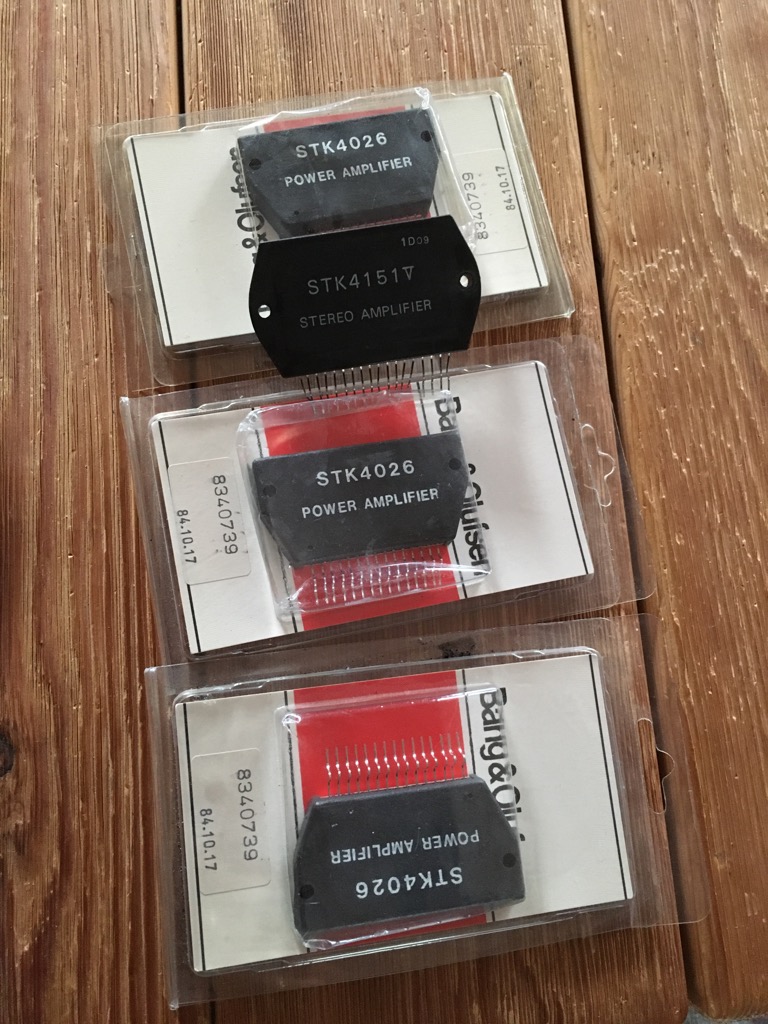 STK4026
POWER AMPLIFIER
8340739
84.10.17
1D09
STK4151V
STEREO AMPLIFIER
8340739
84.10.17
STK4026
POWER AMPLIFIER
8340739
84.10.17
Bang &
STK4026
POWER AMPLIFIER